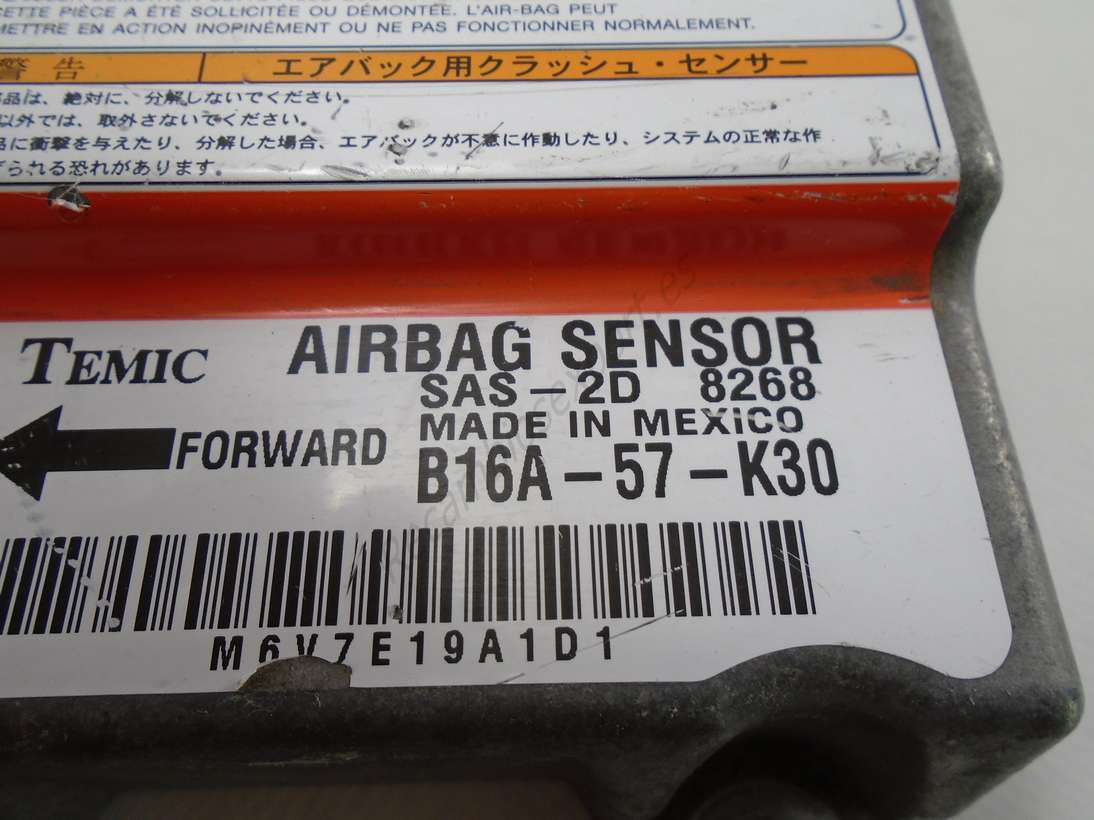 CETTE PIÈCE A ÉTÉ SOLLICITÉE OU DÉMONTÉE. L'AIR-BAG PEUT
METTRE EN ACTION INOPINÉMENT OU NE PAS FONCTIONNER NORMALEMENT.
警告 エアバック用クラッシュ・センサー
部品は、絶対に、分解しないでください。
以外では、取外さないでください。
品に衝撃を与えたり、分解した場合、エアバックが不意に作動したり、システムの正常な作
られる恐れがあります。
TEMIC AIRBAG SENSOR
SAS-2D 8268
MADE IN MEXICO
FORWARD
B16A-57-K30
M6V7E19A1D1